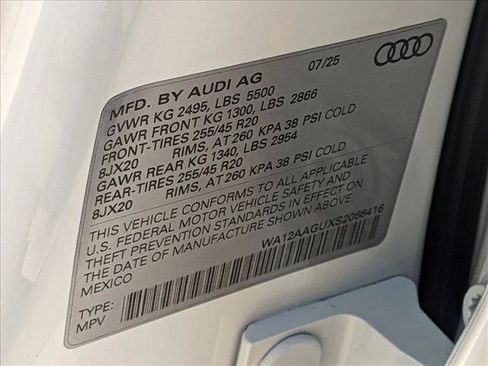 MFD. BY AUDI AG 07/25
GVWR KG 2495, LBS 5500
GAWR FRONT KG 1300, LBS 2866
FRONT-TIRES 255/45 R20
8JX20 RIMS, AT 260 KPA 38 PSI COLD
GAWR REAR KG 1340, LBS 2954
REAR-TIRES 255/45 R20
8JX20 RIMS, AT 260 KPA 38 PSI COLD
THIS VEHICLE CONFORMS TO ALL APPLICABLE
U.S. FEDERAL MOTOR VEHICLE SAFETY AND
THEFT PREVENTION STANDARDS IN EFFECT ON
THE DATE OF MANUFACTURE SHOWN ABOVE.
MEXICO WA12AAGUXS2066416
TYPE:
MPV